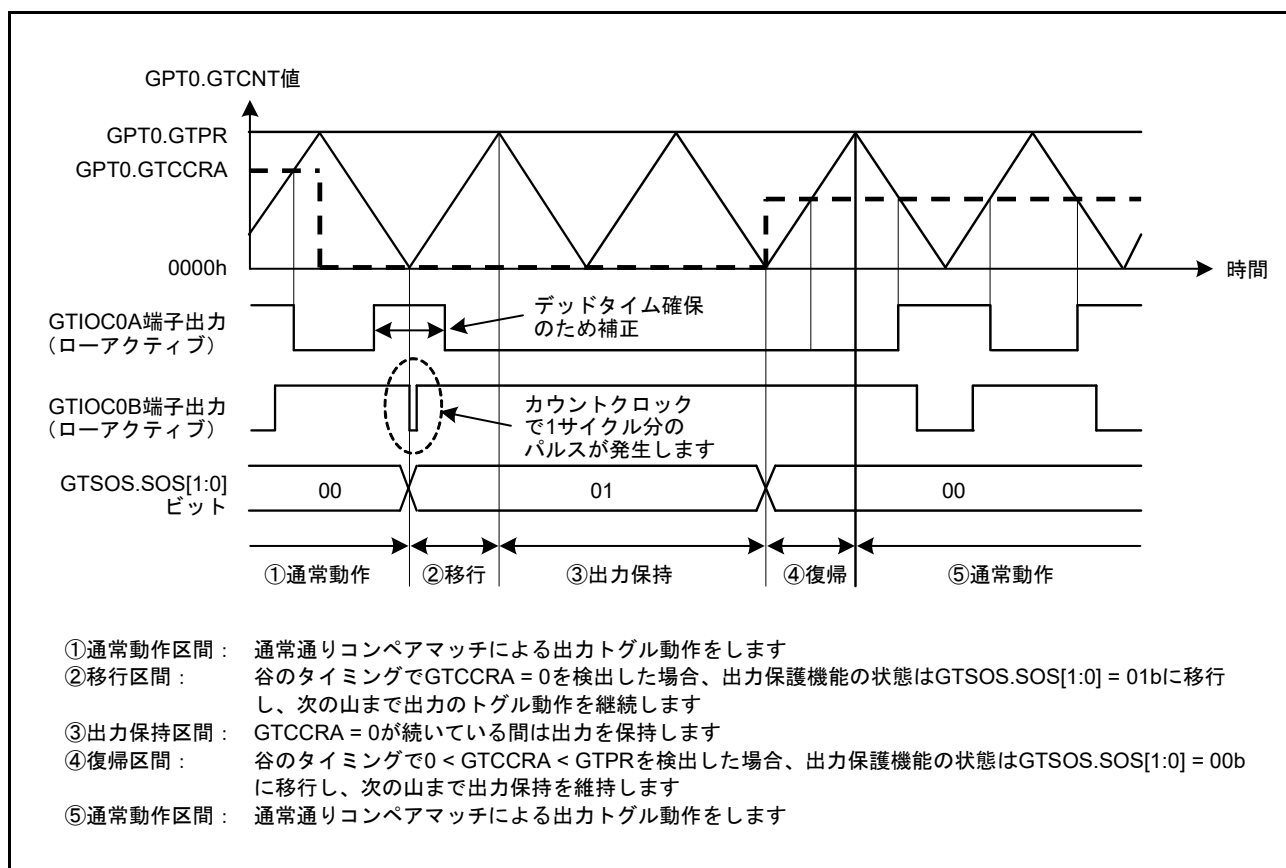 GPT0.GTCNT値
GPT0.GTPR
GPT0.GTCCRA
0000h
時間
GTIOC0A端子出力
（ローアクティブ）
デッドタイム確保
のため補正
GTIOC0B端子出力
（ローアクティブ）
カウントクロック
で1サイクル分の
パルスが発生します
GTSOS.SOS[1:0]
ビット
00
01
00
①通常動作
②移行
③出力保持
④復帰
⑤通常動作
①通常動作区間： 通常通りコンペアマッチによる出力トグル動作をします
②移行区間： 谷のタイミングでGTCCRA = 0を検出した場合、出力保護機能の状態はGTSOS.SOS[1:0] = 01bに移行
し、次の山まで出力のトグル動作を継続します
③出力保持区間： GTCCRA = 0が続いている間は出力を保持します
④復帰区間： 谷のタイミングで0 < GTCCRA < GTPRを検出した場合、出力保護機能の状態はGTSOS.SOS[1:0] = 00b
に移行し、次の山まで出力保持を維持します
⑤通常動作区間： 通常通りコンペアマッチによる出力トグル動作をします